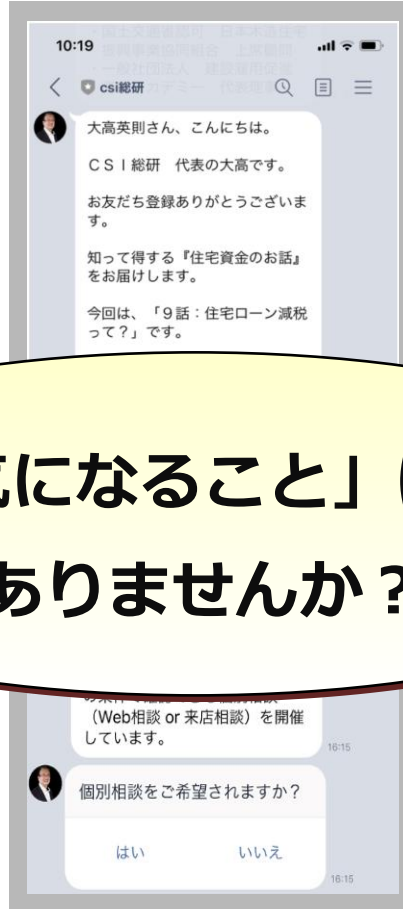 10:19
csi総研
大高英則さん、こんにちは。
CSI総研 代表の大高です。
お友だち登録ありがとうございま
す。
知って得する『住宅資金のお話』
をお届けします。
今回は、「9話：住宅ローン減税
って？」です。
になること」
ありませんか？
（Web相談 or 来店相談）を開催
しています。
16:15
個別相談をご希望されますか？
はい
いいえ
16:15